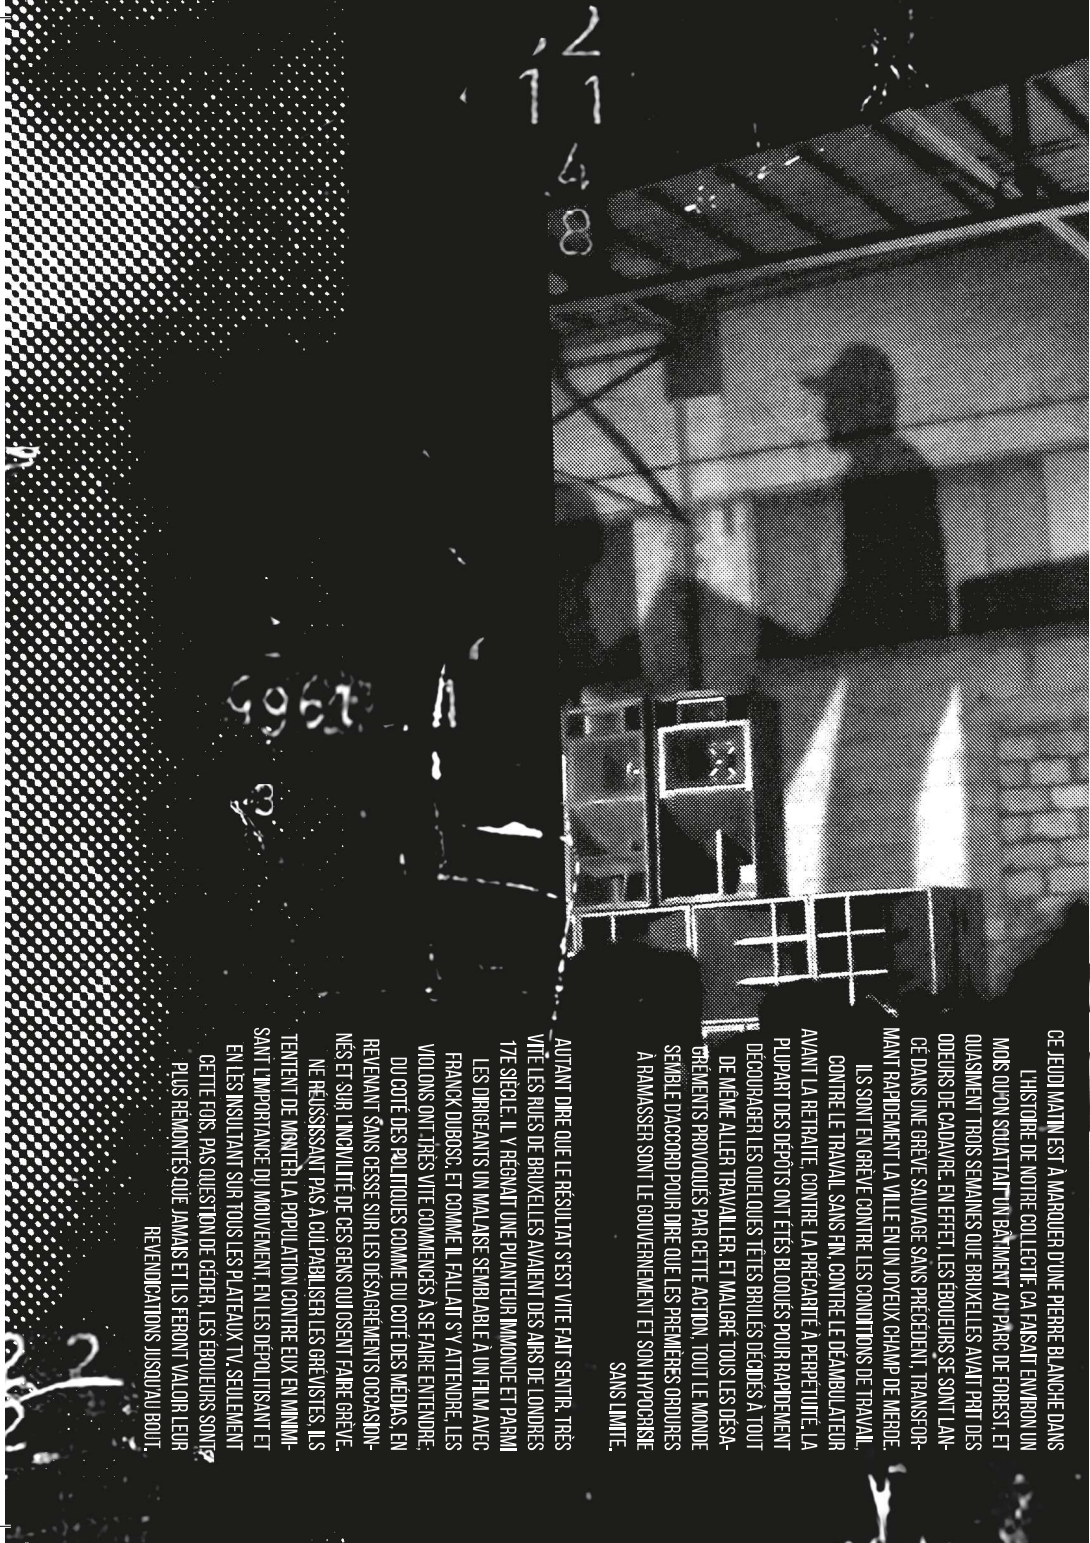 CE JEUDI MATIN EST À MARQUER D'UNE PIERRE BLANCHE DANS
L'HISTOIRE DE NOTRE COLLECTIF. CA FAISAIT ENVIRON UN
MOIS QU'ON SQUATTAIT UN BÂTIMENT AU PARC DE FOREST, ET
QUASIMENT TROIS SEMAINES QUE BRUXELLES AVAIT PRIT DES
ODEURS DE CADAVRE. EN EFFET, LES ÉBOUEURS SE SONT LAN-
CÉ DANS UNE GRÈVE SAUVAGE SANS PRÉCÉDENT, TRANSFOR-
MANT RAPIDEMENT LA VILLE EN UN JOYEUX CHAMP DE MERDE.
ILS SONT EN GRÈVE CONTRE LES CONDITIONS DE TRAVAIL,
CONTRE LE TRAVAIL SANS FIN, CONTRE LE DÉAMBULATEUR
AVANT LA RETRAITE, CONTRE LA PRÉCARITÉ À PERPÉTUITÉ. LA
PLUPART DES DÉPÔTS ONT ÉTÉS BLOQUÉS POUR RAPIDEMENT
DÉCOURAGER LES QUELQUES TÊTES BRULÉS DÉCIDÉS À TOUT
DE MÊME ALLER TRAVAILLER. ET MALGRÉ TOUS LES DÉSA-
GRÉMENTS PROVOQUÉS PAR CETTE ACTION, TOUT LE MONDE
SEMBLE D'ACCORD POUR DIRE QUE LES PREMIÈRES ORDURES
À RAMASSER SONT LE GOUVERNEMENT ET SON HYPOCRISIE
SANS LIMITE.
AUTANT DIRE QUE LE RÉSULTAT S'EST VITTE FAIT SENTIR. TRÈS
VITE LES RUES DE BRUXELLES AVAIENT DES AIRS DE LONDRES
17E SIÈCLE. IL Y RÉGNAIT UNE PUANTEUR IMMONDE ET PARMI
LES DIRIGEANTS UN MALAISE SEMBLABLE À UN FILM AVEC
FRANCK DUBOSC. ET COMME IL FALLAIT S'Y ATTENDRE, LES
VIOLONS ONT TRÈS VITE COMMENCÉS À SE FAIRE ENTENDRE;
DU COTÉ DES POLITIQUES COMME DU COTÉ DES MÉDIAS, EN
REVENANT SANS CESSE SUR LES DÉSAGRÉMENTS OCCASION-
NÉS ET SUR L'INCIVILITÉ DE CES GENS QUI OSENT FAIRE GRÈVE.
NE RÉUSSISSANT PAS À CULPABILISER LES GRÉVISTES, ILS
TENTENT DE MONTER LA POPULATION CONTRE EUX EN MINIMI-
SANT L'IMPORTANCE DU MOUVEMENT, EN LES DÉPOLITISANT ET
EN LES INSULTANT SUR TOUS LES PLATEAUX TV. SEULEMENT
CETTE FOIS, PAS QUESTION DE CÉDER, LES ÉBOUEURS SONT
PLUS REMONTÉS QUE JAMAIS ET ILS FERONT VALOIR LEUR
REVENDICATIONS JUSQU'AU BOUT.
2
11
4
8